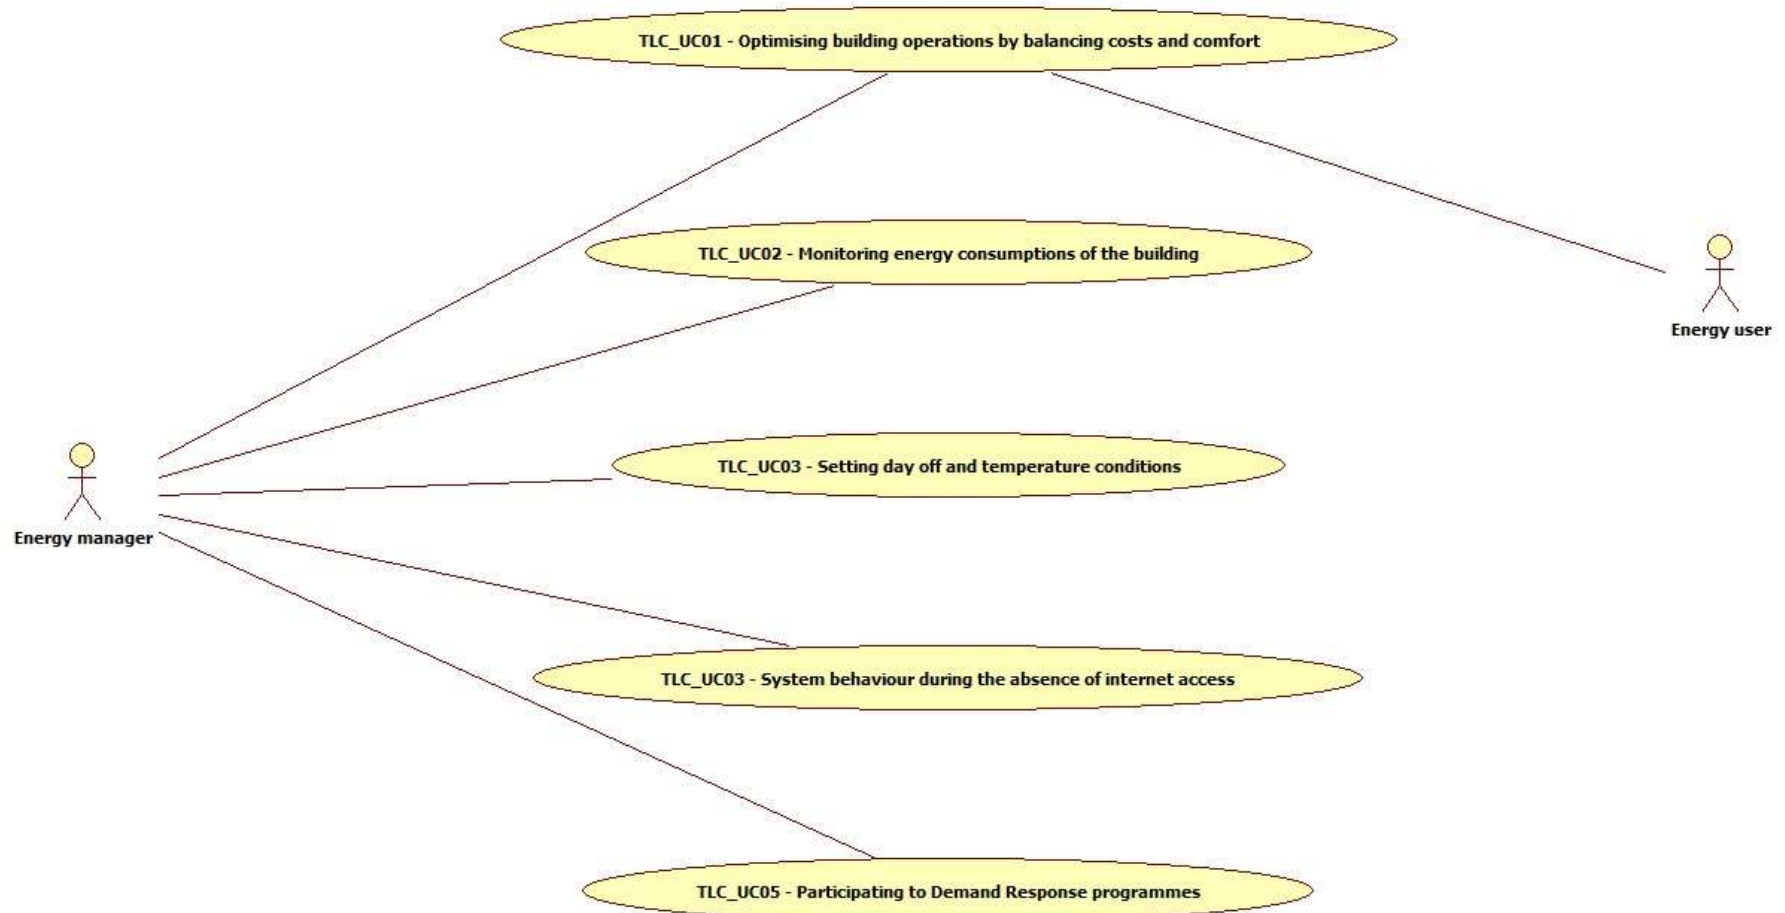 TLC_UC01 - Optimising building operations by balancing costs and comfort
TLC_UC02 - Monitoring energy consumptions of the building
Energy user
TLC_UC03 - Setting day off and temperature conditions
Energy manager
TLC_UC03 - System behaviour during the absence of internet access
TLC_UC05 - Participating to Demand Response programmes